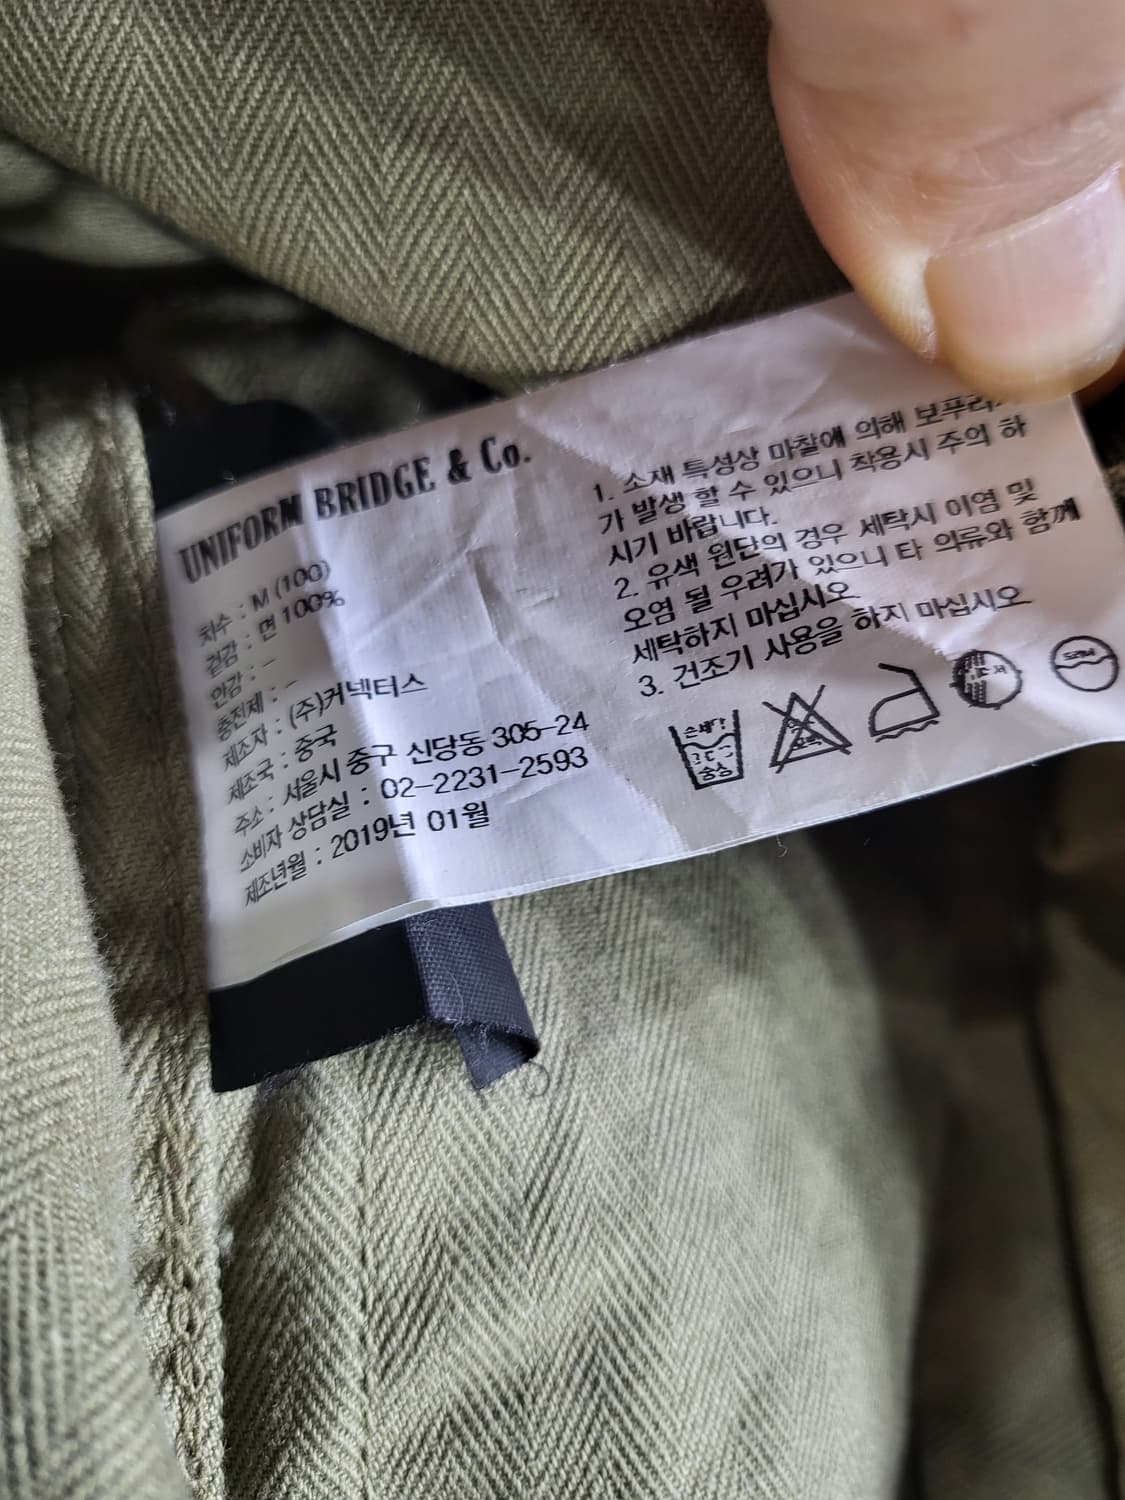 UNIFORM BRIDGE & Co.
치수 : M (100)
겉감 : 면 100%
안감 : -
충전제 : -
제조자 : (주)커넥터스
제조국 : 중국
주소 : 서울시 중구 신당동 305-24
소비자 상담실 : 02-2231-2593
제조년월 : 2019년 01월
1. 소재 특성상 마찰에 의해
가 발생 할 수 있으니 착용시 주의 하
시기 바랍니다.
2. 유색 원단의 경우 세탁시 이염 및
오염 될 우려가 있으니 타 의류와 함께
세탁하지 마십시오.
3. 건조기 사용을 하지 마십시오
손세탁